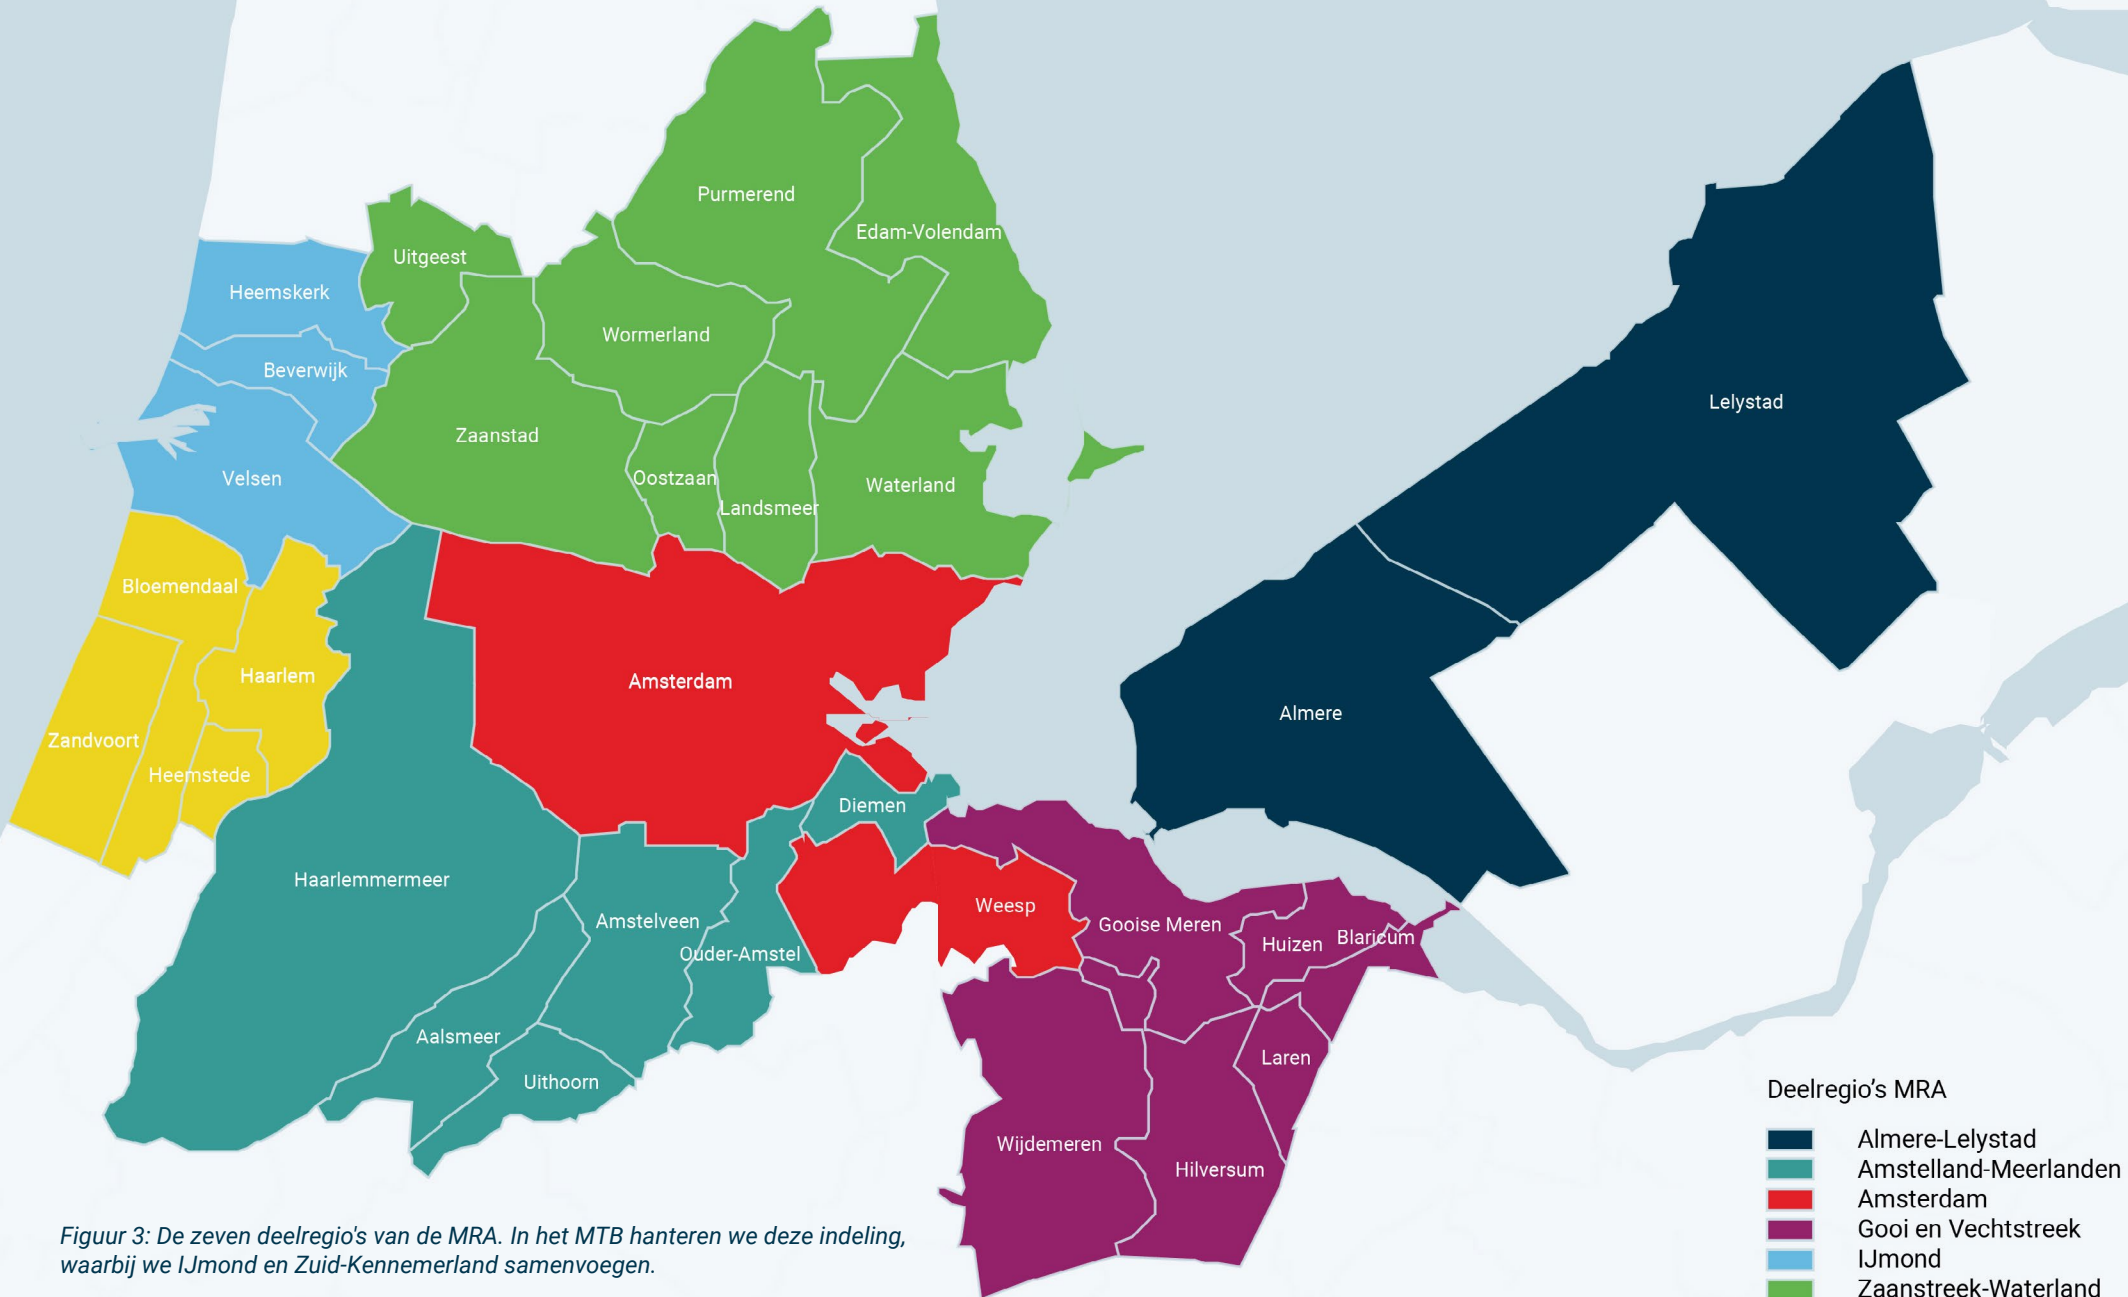 Purmerend
Edam-Volendam
Uitgeest
Heemskerk
Wormerland
Beverwijk
Lelystad
Zaanstad
Oostzaan
Velsen
Waterland
Landsmeer
Bloemendaal
Haarlem
Amsterdam
Almere
Zandvoort
Heemstede
Diemen
Haarlemmermeer
Weesp
Amstelveen
Gooise Meren
Blaricum
Huizen
Ouder-Amstel
Aalsmeer
Laren
Uithoorn
Wijdemeren
Hilversum
Deelregio’s MRA
Almere-Lelystad
Amstelland-Meerlanden
Amsterdam
Gooi en Vechtstreek
IJmond
Zaanstreek-Waterland
Figuur 3: De zeven deelregio's van de MRA. In het MTB hanteren we deze indeling,
waarbij we IJmond en Zuid-Kennemerland samenvoegen.